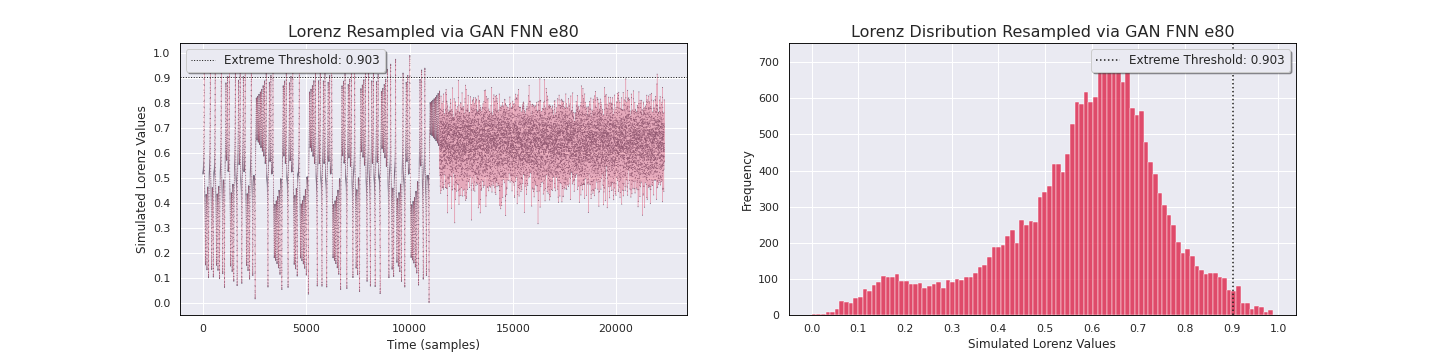 Lorenz Resampled via GAN FNN e80
Extreme Threshold: 0.903
Simulated Lorenz Values
1.0
0.9
0.8
0.7
0.6
0.5
0.4
0.3
0.2
0.1
0.0
0 5000 10000 15000 20000
Time (samples)
Lorenz Disribution Resampled via GAN FNN e80
Extreme Threshold: 0.903
Frequency
700
600
500
400
300
200
100
0
0.0 0.1 0.2 0.3 0.4 0.5 0.6 0.7 0.8 0.9 1.0
Simulated Lorenz Values